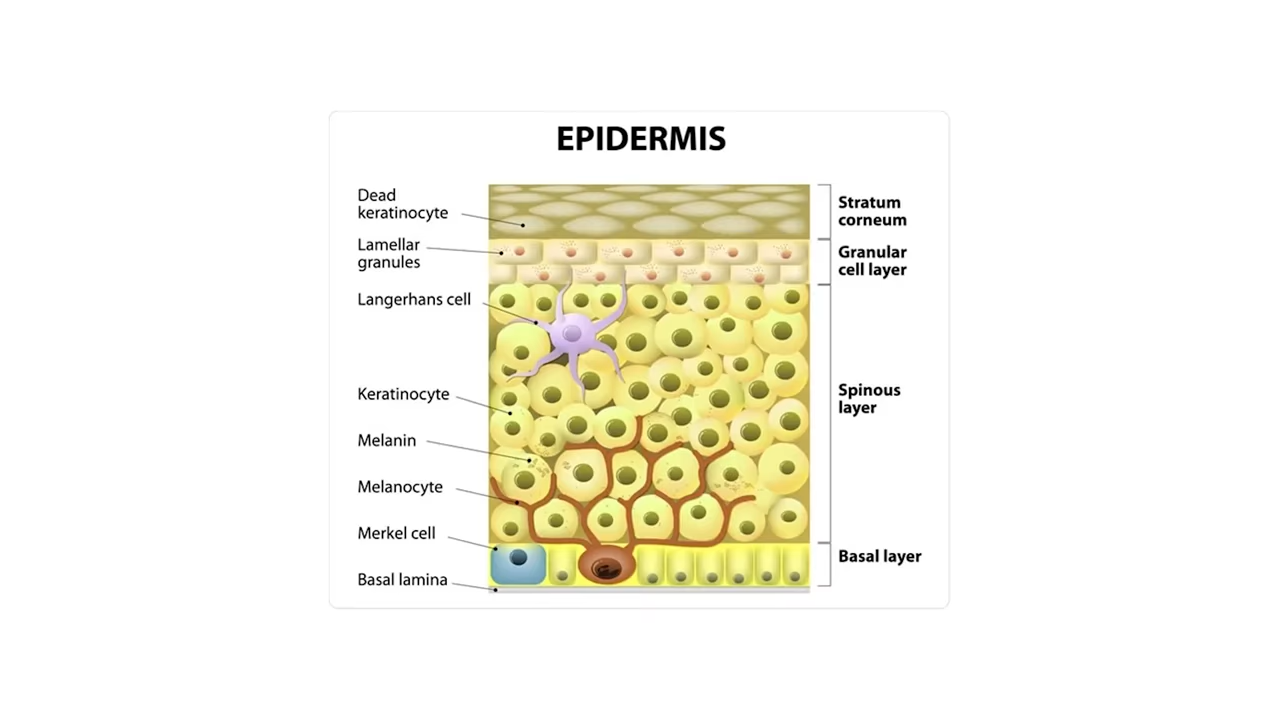 EPIDERMIS
Dead
keratinocyte
Lamellar
granules
Langerhans cell
Keratinocyte
Melanin
Melanocyte
Merkel cell
Basal lamina
Stratum
corneum
Granular
cell layer
Spinous
layer
Basal layer